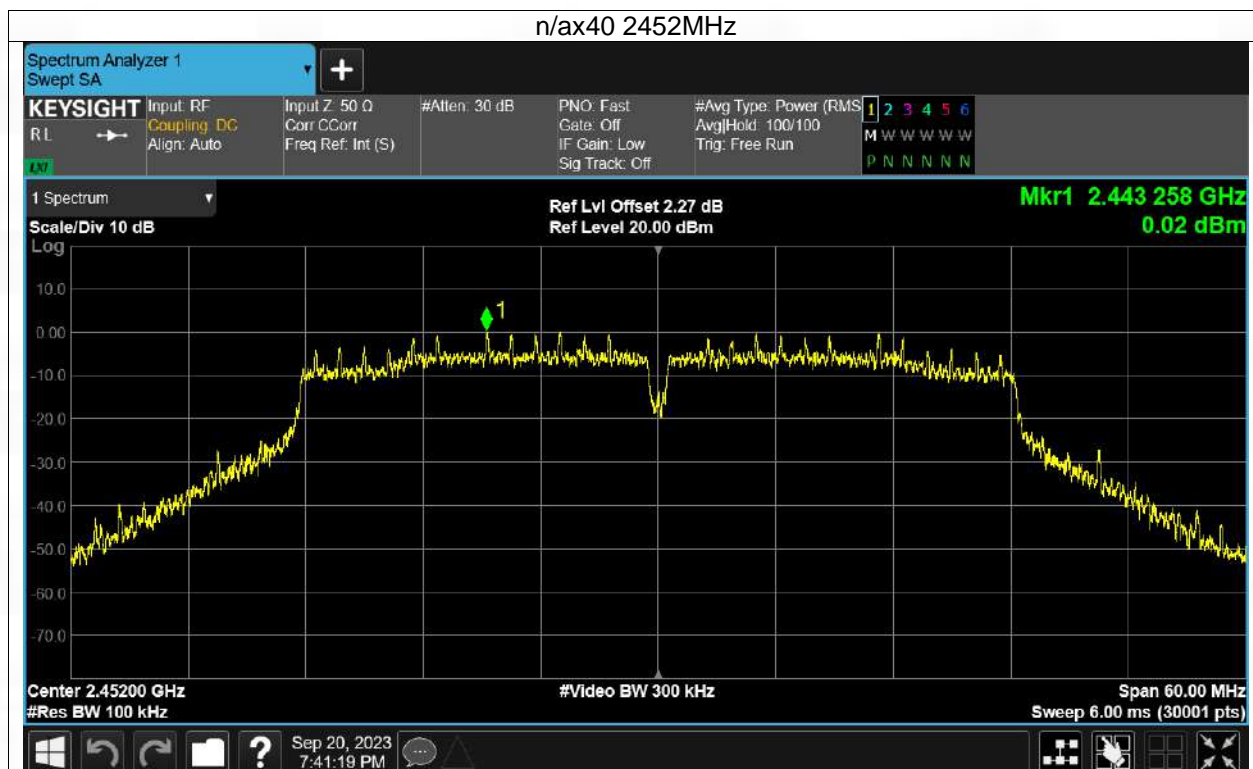 n/ax40 2452MHz
Spectrum Analyzer 1
Swept SA
+
KEYSIGHT
RL
LXI
Input: RF
Coupling: DC
Align: Auto
Input Z: 50 Ω
Corr CCorr
Freq Ref: Int (S)
#Atten: 30 dB
PNO: Fast
Gate: Off
IF Gain: Low
Sig Track: Off
#Avg Type: Power (RMS
Avg|Hold: 100/100
Trig: Free Run
1 2 3 4 5 6
M W W W W W
P N N N N N
1 Spectrum
Scale/Div 10 dB
Ref Lvl Offset 2.27 dB
Ref Level 20.00 dBm
Mkr1 2.443 258 GHz
0.02 dBm
Log
10.0
0.00
-10.0
-20.0
-30.0
-40.0
-50.0
-60.0
-70.0
1
Center 2.45200 GHz
#Res BW 100 kHz
#Video BW 300 kHz
Span 60.00 MHz
Sweep 6.00 ms (30001 pts)
?
Sep 20, 2023
7:41:19 PM